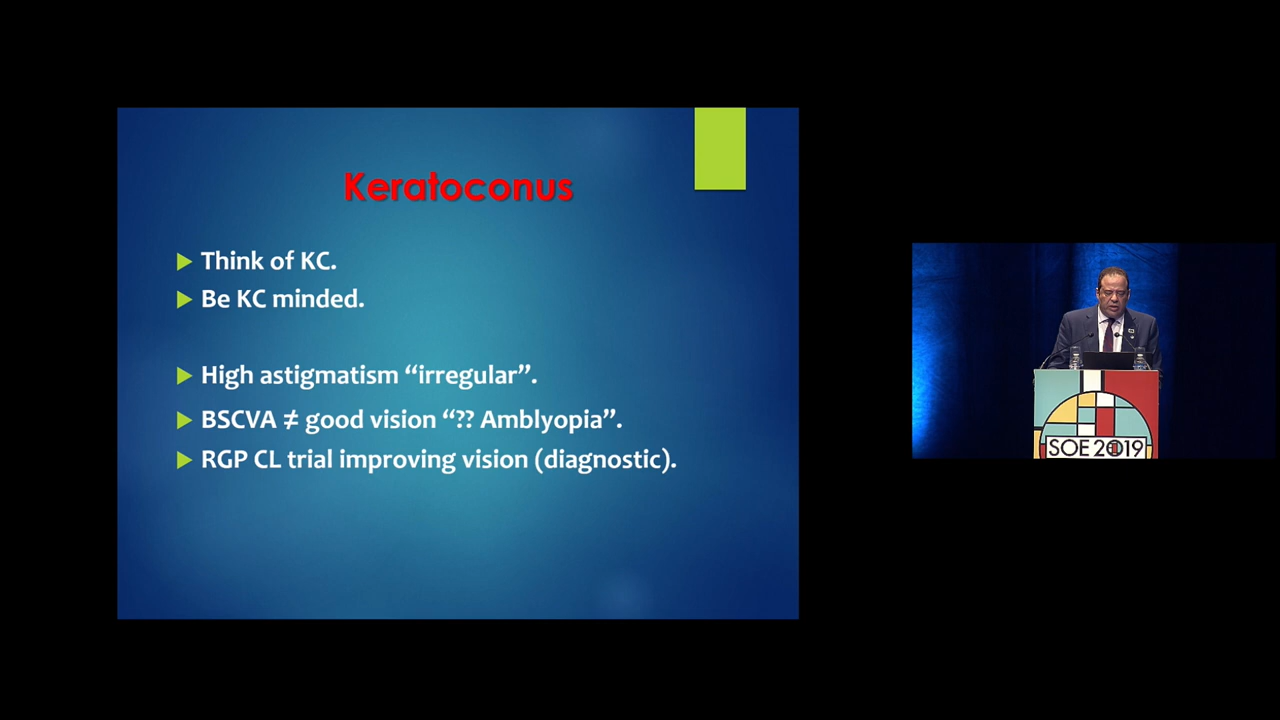 Keratoconus
Think of KC.
Be KC minded.
High astigmatism “irregular”.
BSCVA ≠ good vision “?? Amblyopia”.
RGP CL trial improving vision (diagnostic).
SOE 2019